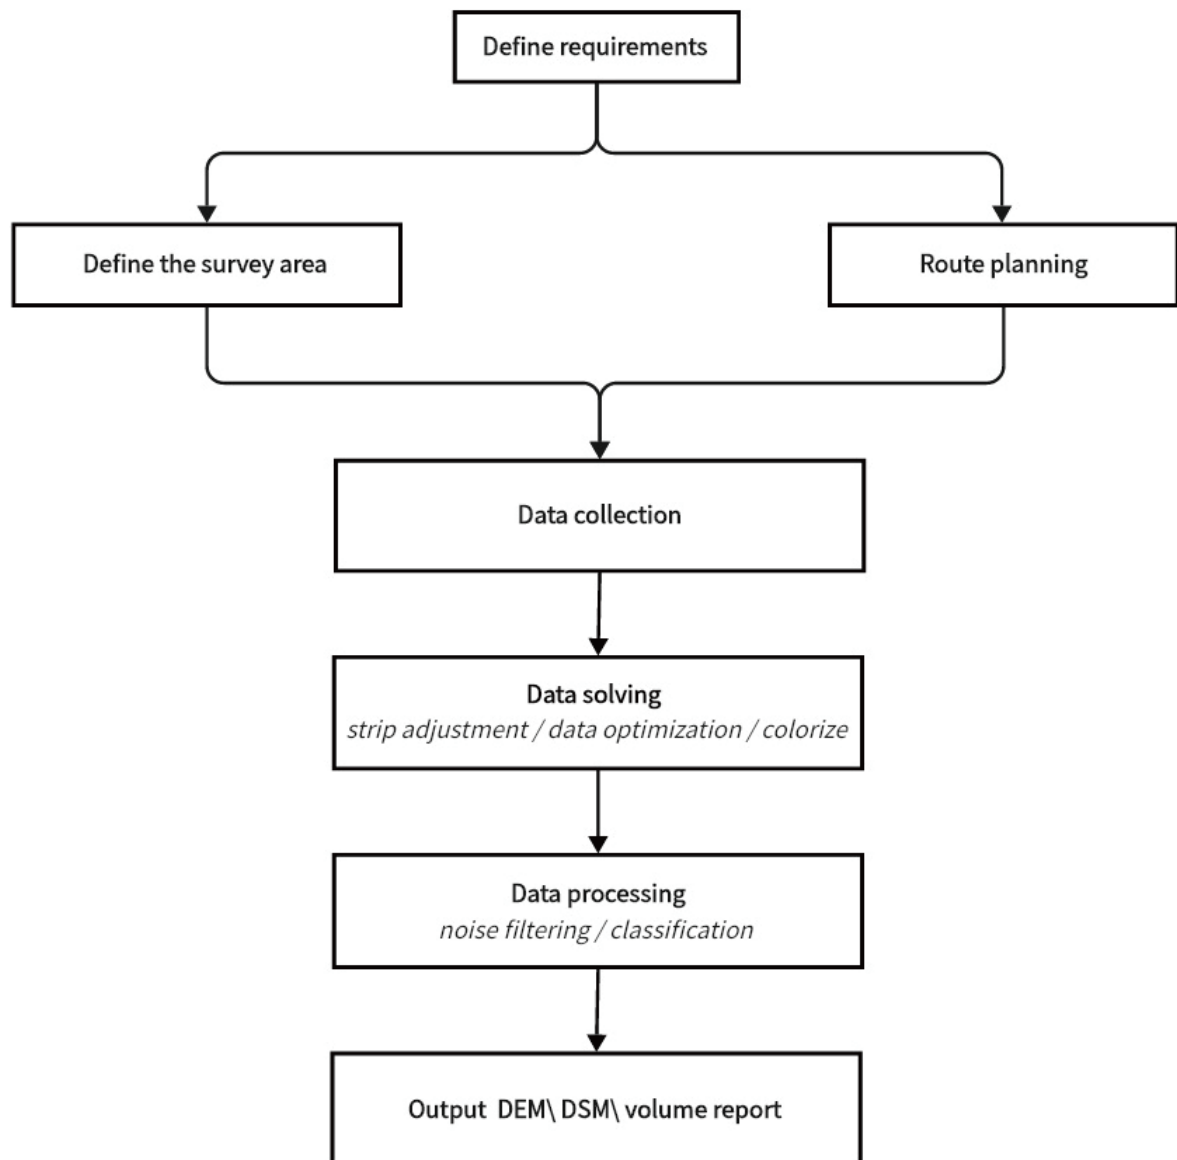 Define requirements
Define the survey area
Route planning
Data collection
Data solving
strip adjustment / data optimization / colorize
Data processing
noise filtering / classification
Output DEM\ DSM\ volume report